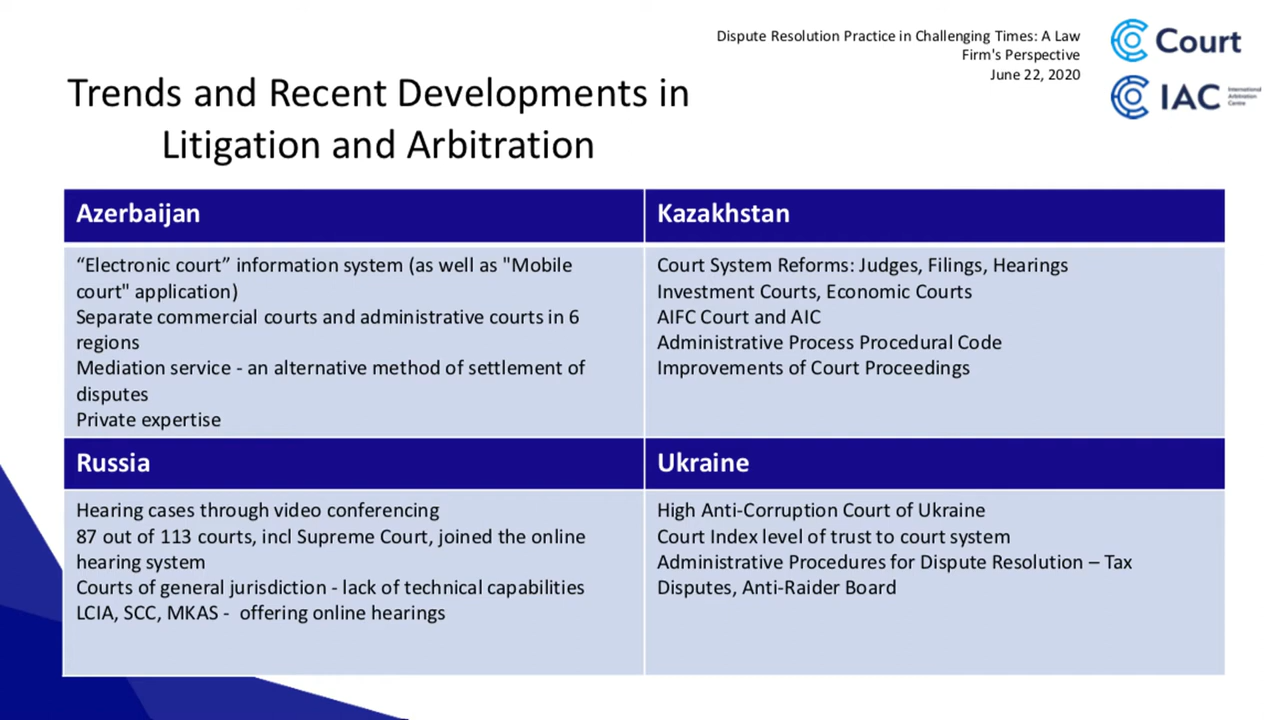 Dispute Resolution Practice in Challenging Times: A Law
Firm's Perspective
June 22, 2020
Court
IAC International Arbitration Centre
Trends and Recent Developments in
Litigation and Arbitration
Azerbaijan
“Electronic court” information system (as well as "Mobile
court" application)
Separate commercial courts and administrative courts in 6
regions
Mediation service - an alternative method of settlement of
disputes
Private expertise
Kazakhstan
Court System Reforms: Judges, Filings, Hearings
Investment Courts, Economic Courts
AIFC Court and AIC
Administrative Process Procedural Code
Improvements of Court Proceedings
Russia
Hearing cases through video conferencing
87 out of 113 courts, incl Supreme Court, joined the online
hearing system
Courts of general jurisdiction - lack of technical capabilities
LCIA, SCC, MKAS -  offering online hearings
Ukraine
High Anti-Corruption Court of Ukraine
Court Index level of trust to court system
Administrative Procedures for Dispute Resolution – Tax
Disputes, Anti-Raider Board